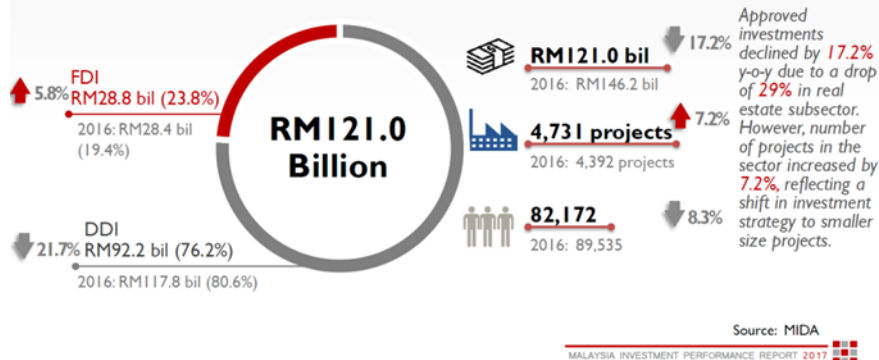 5.8%
FDI
RM28.8 bil (23.8%)
2016: RM28.4 bil
(19.4%)
21.7%
DDI
RM92.2 bil (76.2%)
2016: RM117.8 bil (80.6%)
RM121.0
Billion
RM121.0 bil
2016: RM146.2 bil
17.2%
4,731 projects
2016: 4,392 projects
7.2%
82,172
2016: 89,535
8.3%
Approved
investments
declined by 17.2%
y-o-y due to a drop
of 29% in real
estate subsector.
However, number
of projects in the
sector increased by
7.2%, reflecting a
shift in investment
strategy to smaller
size projects.
Source: MIDA
MALAYSIA INVESTMENT PERFORMANCE REPORT 2017